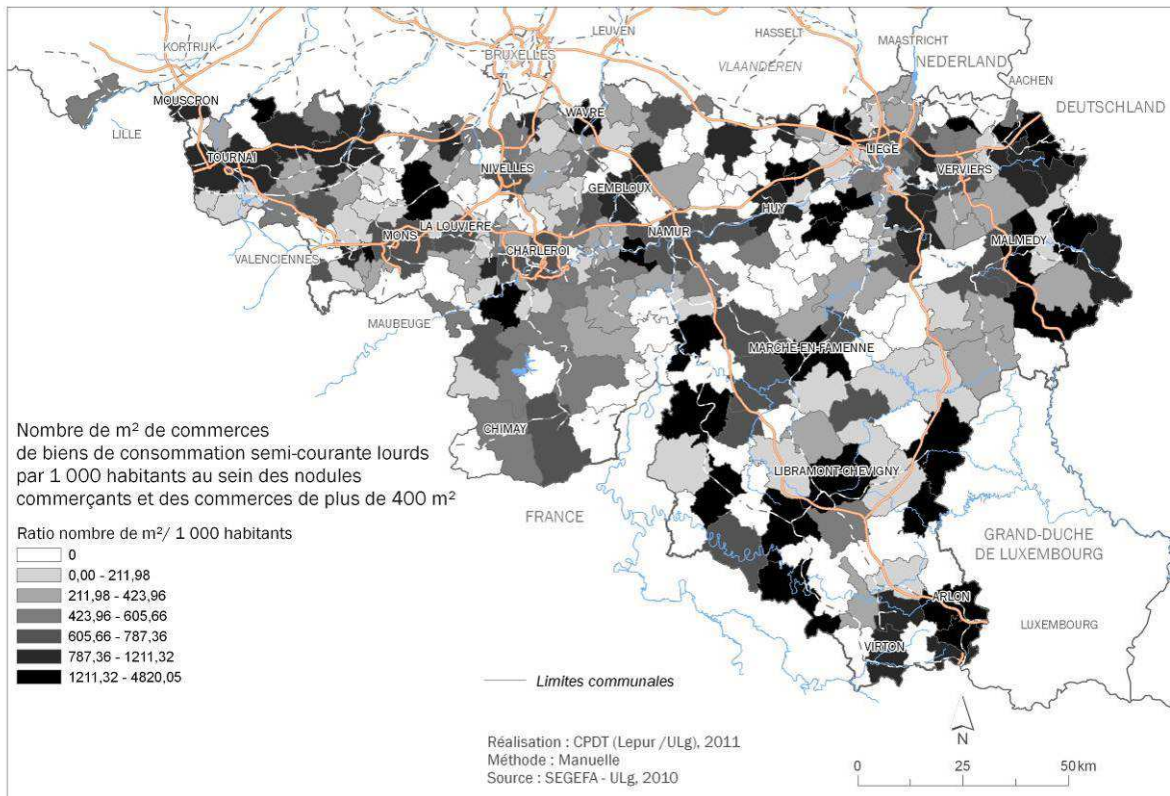 KORTRIJK
BRUXELLES
LEUVEN
HASSELT
MAASTRICHT
NEDERLAND
VLAANDEREN
AACHEN
DEUTSCHLAND
MOUSCRON
LILLE
WAVRE
TOURNAI
LIEGE
NIVELLES
VERVIERS
GEMBLOUX
HUY
LA LOUVIÈRE
MONS
NAMUR
CHARLEROI
MALMEDY
VALENCIENNES
MAUBEUGE
MARCHE-EN-FAMENNE
CHIMAY
LIBRAMONT-CHEVIGNY
FRANCE
GRAND-DUCHE
DE LUXEMBOURG
ARLON
LUXEMBOURG
VIRTON
Nombre de m² de commerces
de biens de consommation semi-courante lourds
par 1 000 habitants au sein des nodules
commerçants et des commerces de plus de 400 m²
Ratio nombre de m²/ 1 000 habitants
0
0,00 - 211,98
211,98 - 423,96
423,96 - 605,66
605,66 - 787,36
787,36 - 1211,32
1211,32 - 4820,05
Limites communales
Réalisation : CPDT (Lepur /ULg), 2011
Méthode : Manuelle
Source : SEGEFA - ULg, 2010
N
0 25 50 km